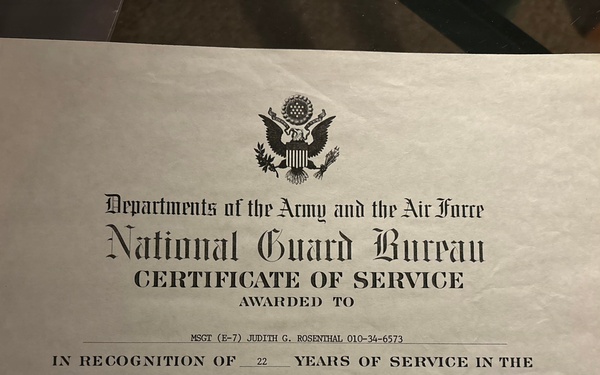 Departments of the Army and the Air Force
National Guard Bureau
CERTIFICATE OF SERVICE
AWARDED TO
MSGT (E-7) JUDITH G. ROSENTHAL 010-34-6573
IN RECOGNITION OF 22 YEARS OF SERVICE IN THE